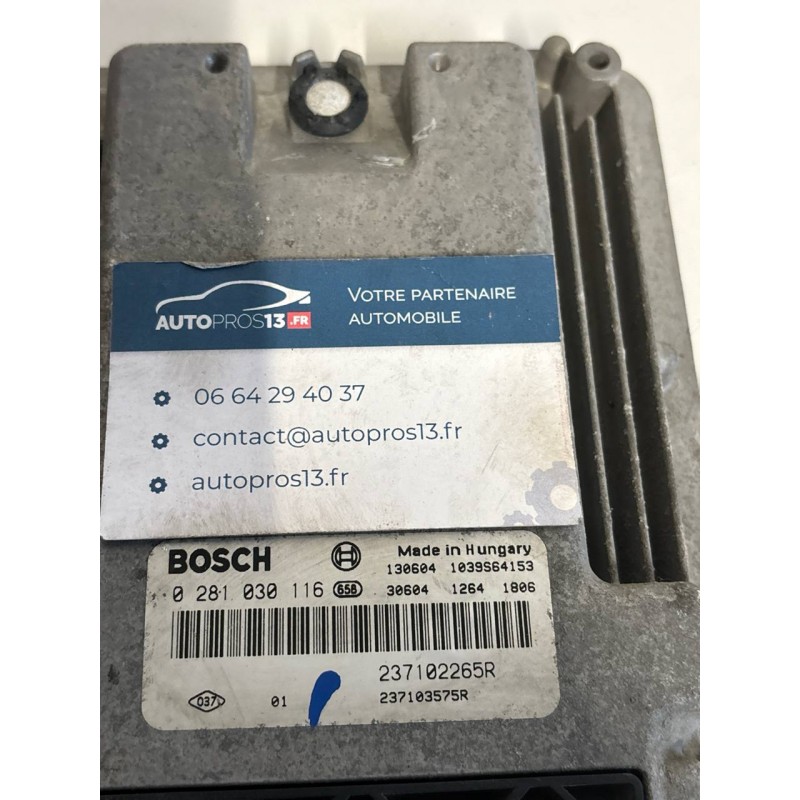 AUTOPROS13.FR
VOTRE PARTENAIRE
AUTOMOBILE
06 64 29 40 37
contact@autopros13.fr
autopros13.fr
BOSCH
Made in Hungary
130604 1039S64153
0 281 030 116 658 30604 1264 1806
237102265R
037 01 237103575R